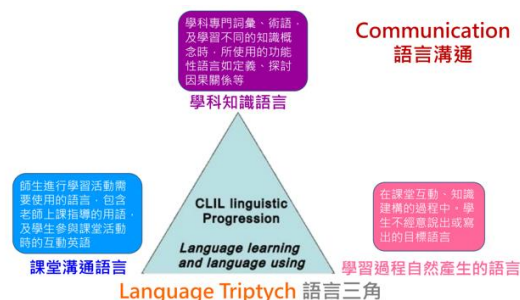 學科專門詞彙、術語、
及學習不同的知識概
念時，所使用的功能
性語言如定義、探討
因果關係等
學科知識語言
Communication
語言溝通
師生進行學習活動需
要使用的語言，包含
老師上課指導的用語，
及學生參與課堂活動
時的互動英語
課堂溝通語言
CLIL linguistic
Progression
Language learning
and language using
在課室互動、知識
建構的過程中，學
生不經意說出或寫
出的目標語言
學習過程自然產生的語言
Language Triptych 語言三角